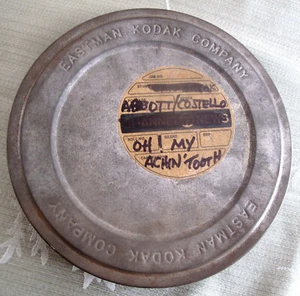 EASTMAN KODAK COMPANY
ABBOTT/COSTELLO
OH! MY
ACHN' TOOTH
EASTMAN KODAK COMPANY